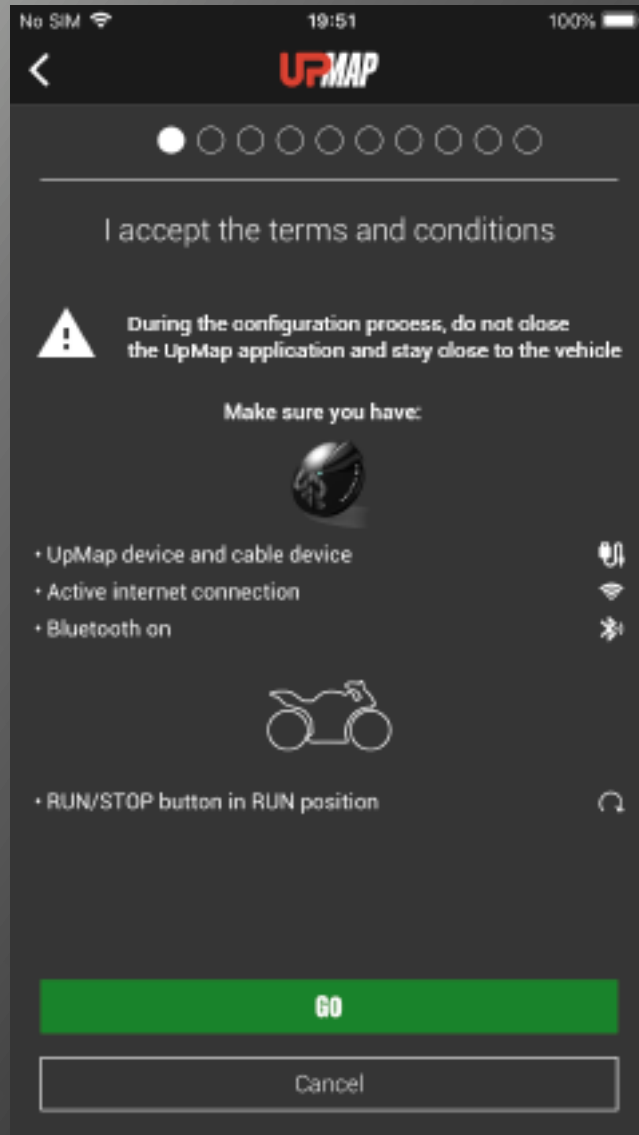 No SIM 19:51 100%
UPMAP
I accept the terms and conditions
During the configuration process, do not close
the UpMap application and stay close to the vehicle
Make sure you have:
• UpMap device and cable device
• Active internet connection
• Bluetooth on
• RUN/STOP button in RUN position
GO
Cancel